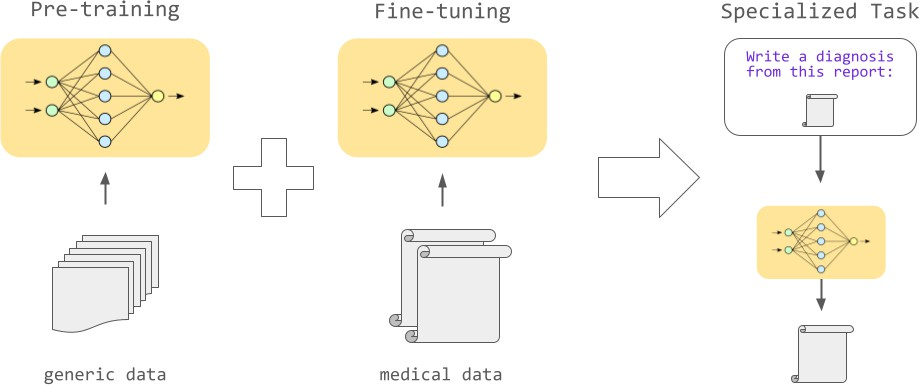 Pre-training
Fine-tuning
Specialized Task
Write a diagnosis
from this report:
generic data
medical data